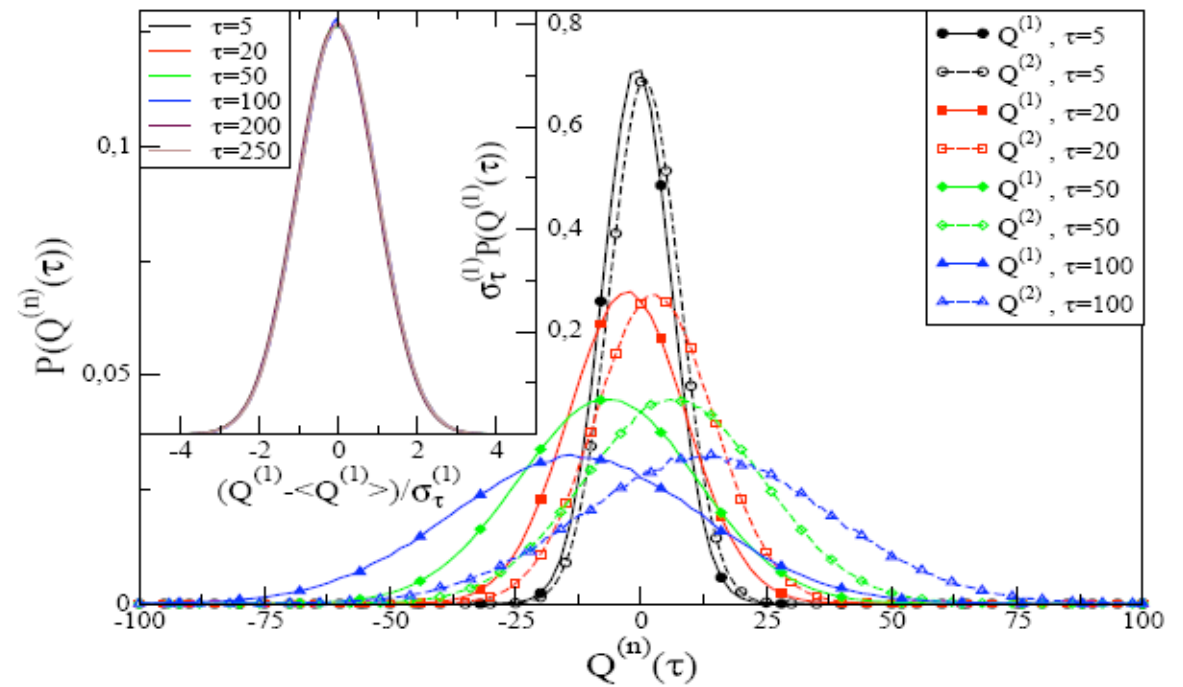 τ=5
τ=20
τ=50
τ=100
τ=200
τ=250
0,8
0,6
0,4
0,2
σ_τ^(1)P(Q^(1)(τ))
-4 -2 0 2 4
(Q^(1)-<Q^(1)>)/σ_τ^(1)
Q^(1) , τ=5
Q^(2) , τ=5
Q^(1) , τ=20
Q^(2) , τ=20
Q^(1) , τ=50
Q^(2) , τ=50
Q^(1) , τ=100
Q^(2) , τ=100
P(Q^(n)(τ))
0,1
0,05
0
-100 -75 -50 -25 0 25 50 75 100
Q^(n)(τ)